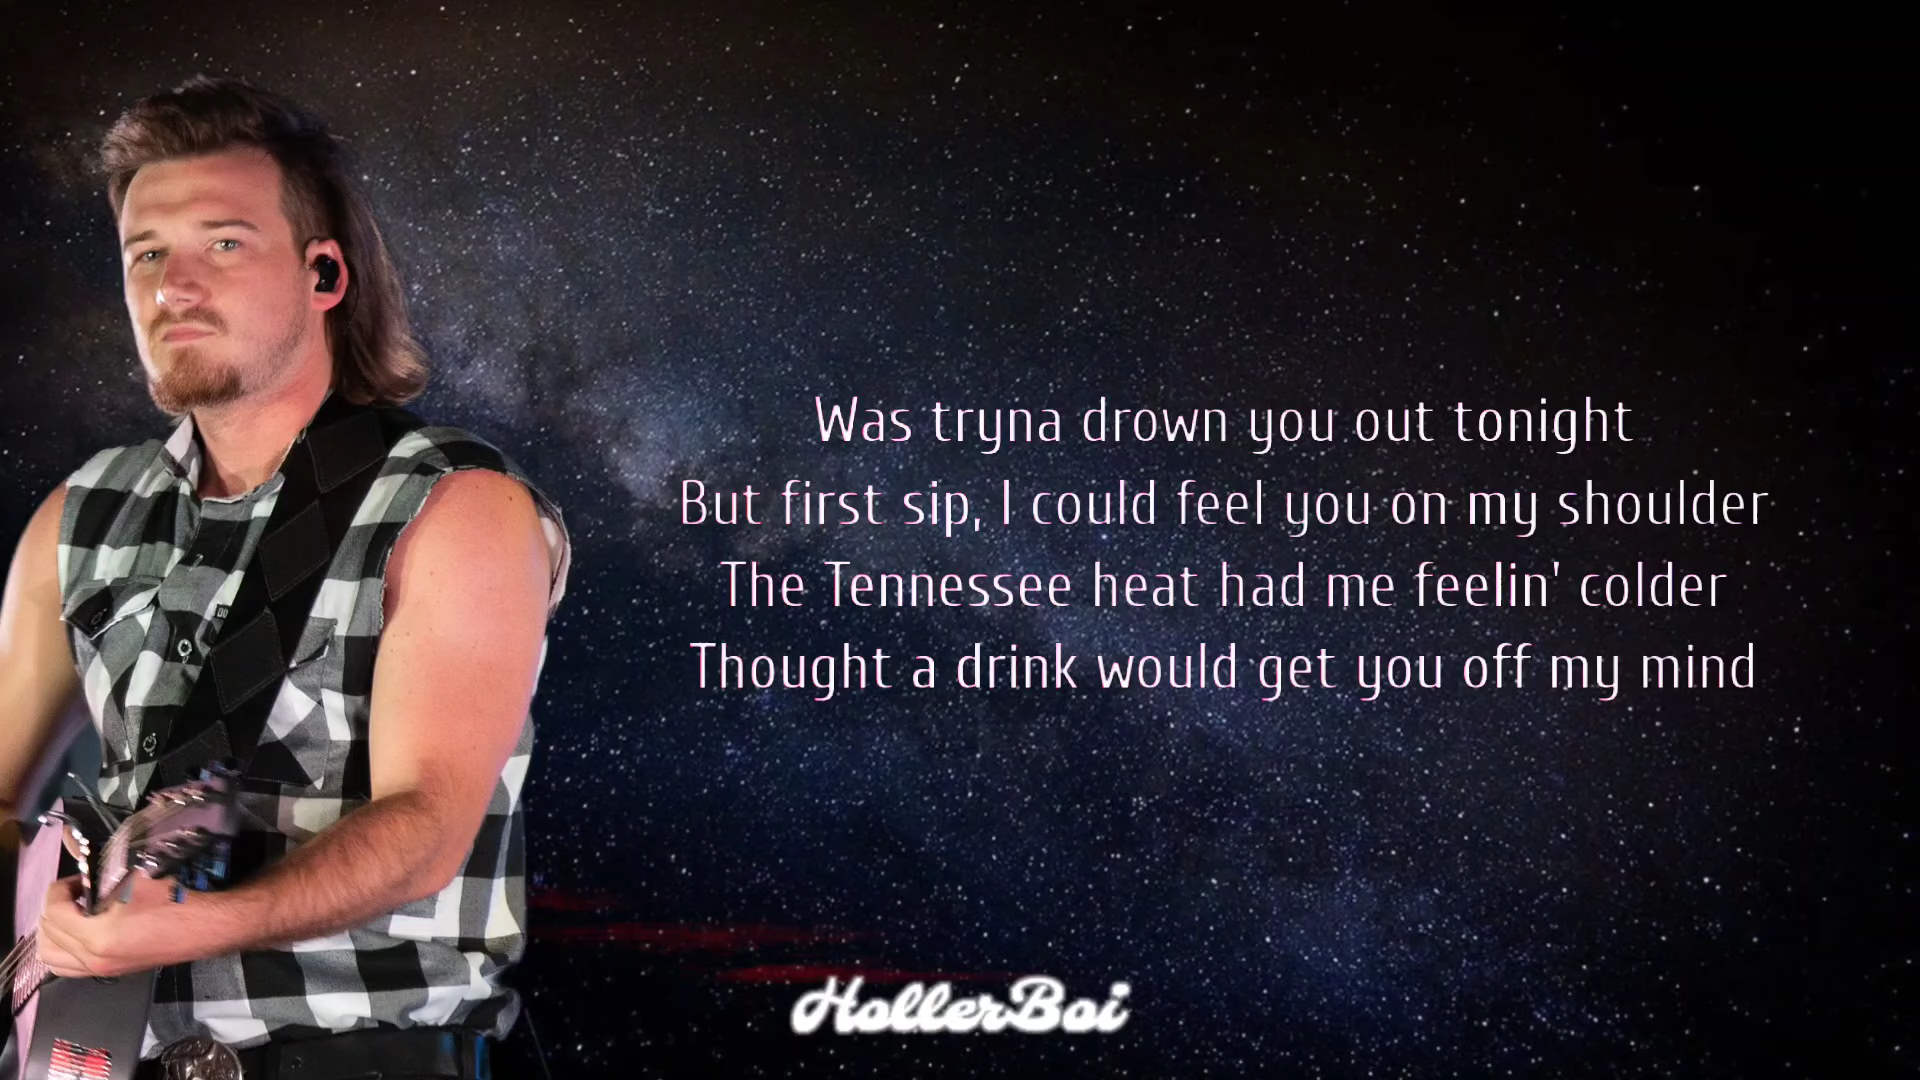 Was tryna drown you out tonight
But first sip, I could feel you on my shoulder
The Tennessee heat had me feelin' colder
Thought a drink would get you off my mind
HollerBoi